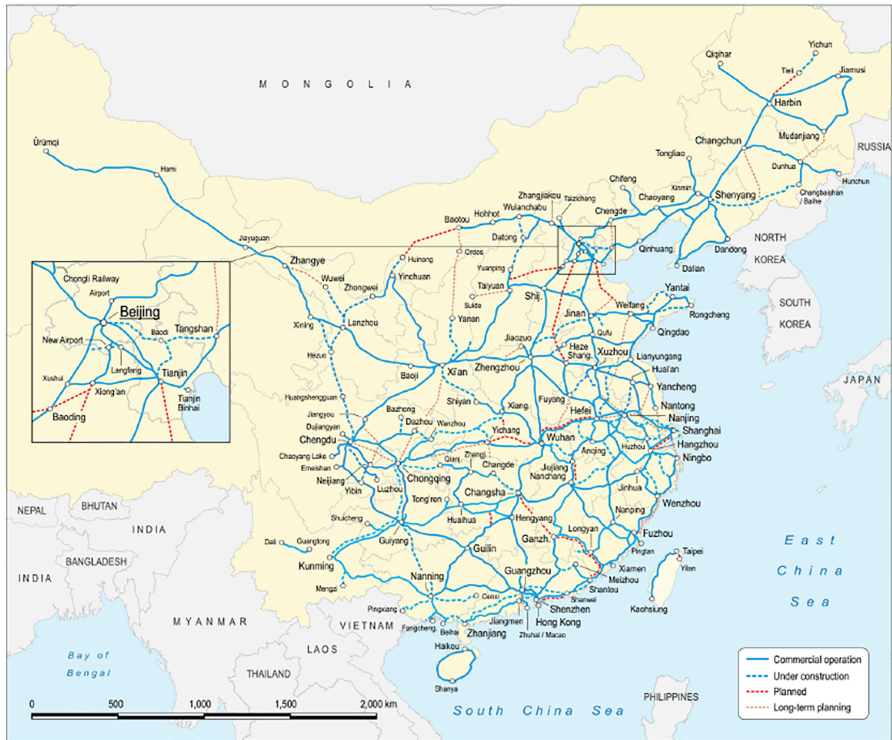 Yichun
Qiqihar
Tieli
Jiamusi
MONGOLIA
Harbin
Ürümqi
Changchun
Mudanjiang
RUSSIA
Hami
Tongliao
Dunhua
Hunchun
Chifeng
Xinmin
Shenyang
Changbaishan
/ Baihe
Zhangjiakou
Taizicheng
Chaoyang
Wulanchabu
Chengde
Hohhot
Baotou
Datong
Jiayuguan
Qinhuang.
Dandong
NORTH
KOREA
Zhangye
Ordos
Huinong
Dalian
Yuanping
Wuwei
Yinchuan
Taiyuan
Shij.
Yantai
Zhongwei
Suide
Weifang
Rongcheng
SOUTH
KOREA
Chongli Railway
Airport
Beijing
Baodi
Tangshan
New Airport
Langfang
Tianjin
Xushui
Xiong'an
Tianjin
Binhai
Baoding
Xining
Lanzhou
Yanan
Jinan
Qingdao
Qufu
Jiaozuo
Heze
Shang.
Xuzhou
Lianyungang
Hezuo
Baoji
Xi'an
Zhengzhou
Huai'an
JAPAN
Yancheng
Huangshengguan
Shiyan
Xiang.
Fuyang
Hefei
Nantong
Nanjing
Jiangyou
Bazhong
Dujiangyan
Dazhou
Wanzhou
Yichang
Shanghai
Chengdu
Wuhan
Anqing
Huzhou
Hangzhou
Ningbo
Chaoyang Lake
Qianj.
Zhangj.
Emeishan
Chongqing
Changde
Jiujiang
Nanchang
Neijiang
Yibin
Luzhou
Changsha
Jinhua
Tong'ren
Wenzhou
Nanping
Shuicheng
Huaihua
Hengyang
Longyan
Fuzhou
Guiyang
Ganzh.
Pingtan
Taipei
East
China
Sea
Dali
Guangtong
Guilin
Yilan
Kunming
Guangzhou
Xiamen
Meizhou
Shantou
Nanning
Mengzi
Cenxi
Shanwei
Kaohsiung
Shenzhen
Pingxiang
Jiangmen
Hong Kong
Fangcheng.
Beihai
Zhanjiang
Zhuhai / Macao
Haikou
Shanya
NEPAL
BHUTAN
INDIA
BANGLADESH
INDIA
MYANMAR
VIETNAM
LAOS
THAILAND
Bay of
Bengal
South China Sea
PHILIPPINES
Commercial operation
Under construction
Planned
Long-term planning
0 500 1,000 1,500 2,000 km